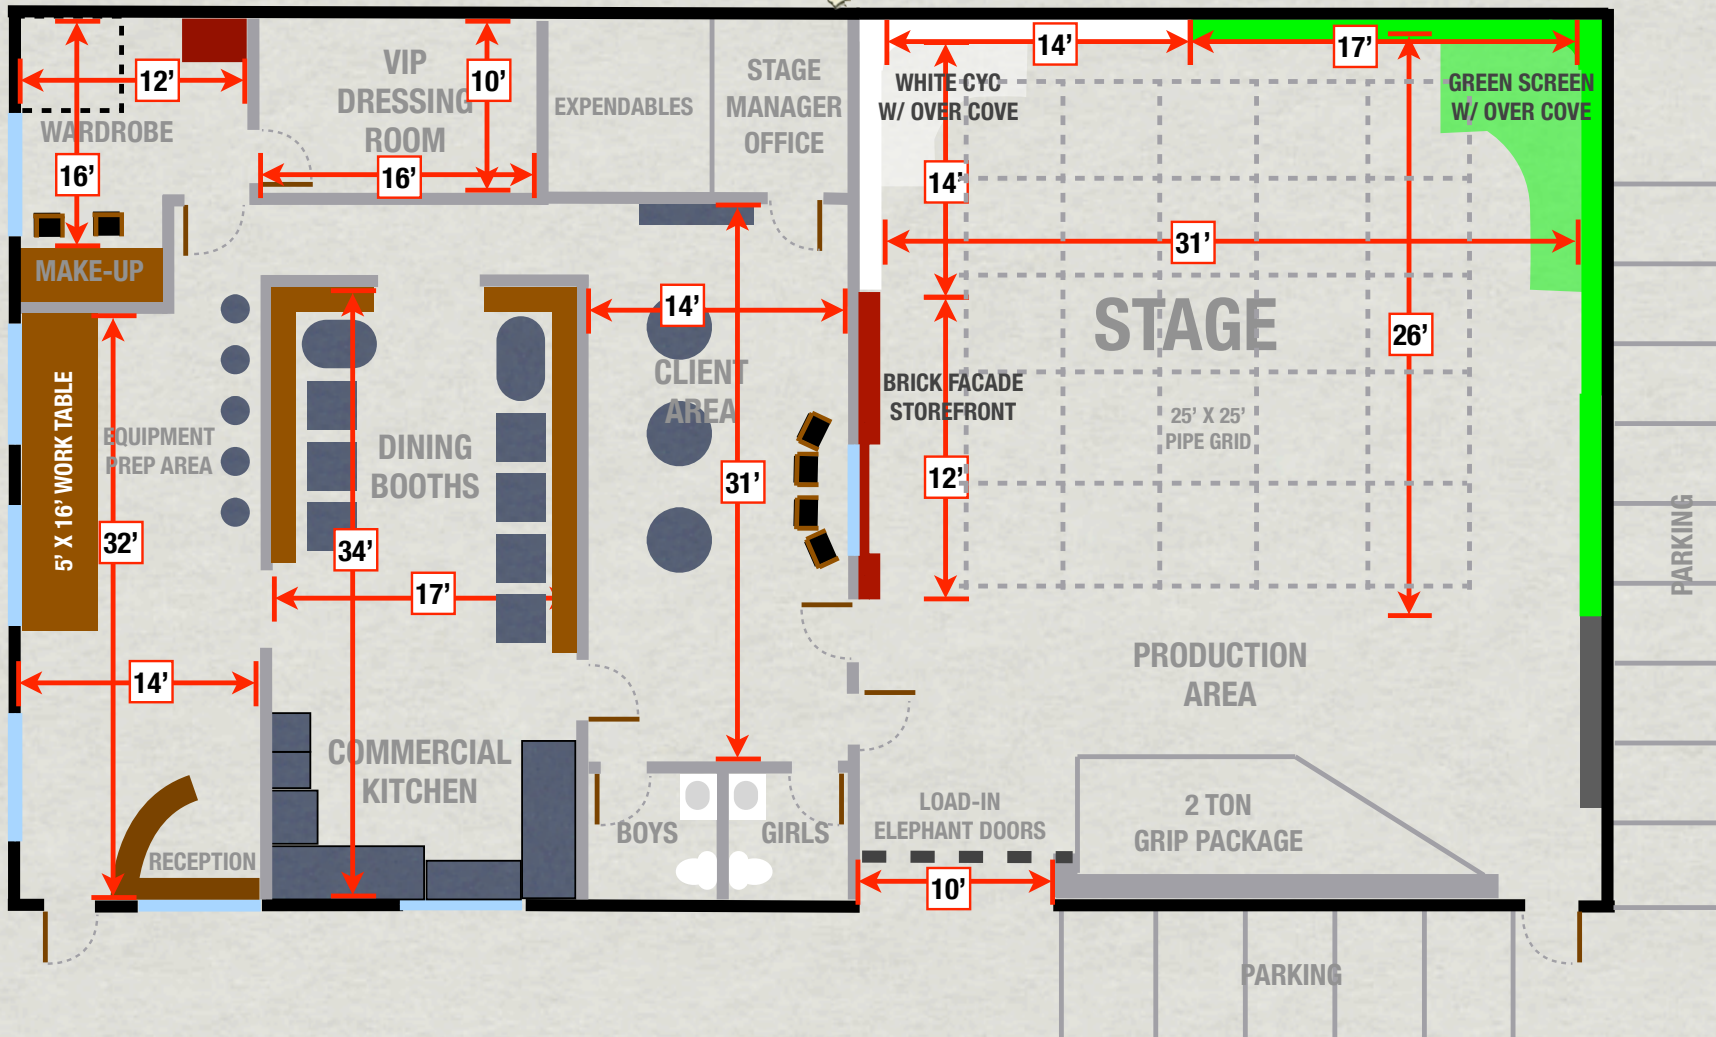 14’
17’
12’
VIP
DRESSING
ROOM
10’
EXPENDABLES
STAGE
MANAGER
OFFICE
WHITE CYC
W/ OVER COVE
GREEN SCREEN
W/ OVER COVE
WARDROBE
16’
16’
14’
31’
MAKE-UP
14’
STAGE
26’
5’ X 16’ WORK TABLE
CLIENT
AREA
BRICK FACADE
STOREFRONT
25’ X 25’
PIPE GRID
EQUIPMENT
PREP AREA
DINING
BOOTHS
31’
12’
32’
34’
17’
PARKING
14’
PRODUCTION
AREA
COMMERCIAL
KITCHEN
BOYS
GIRLS
LOAD-IN
ELEPHANT DOORS
2 TON
GRIP PACKAGE
RECEPTION
10’
PARKING